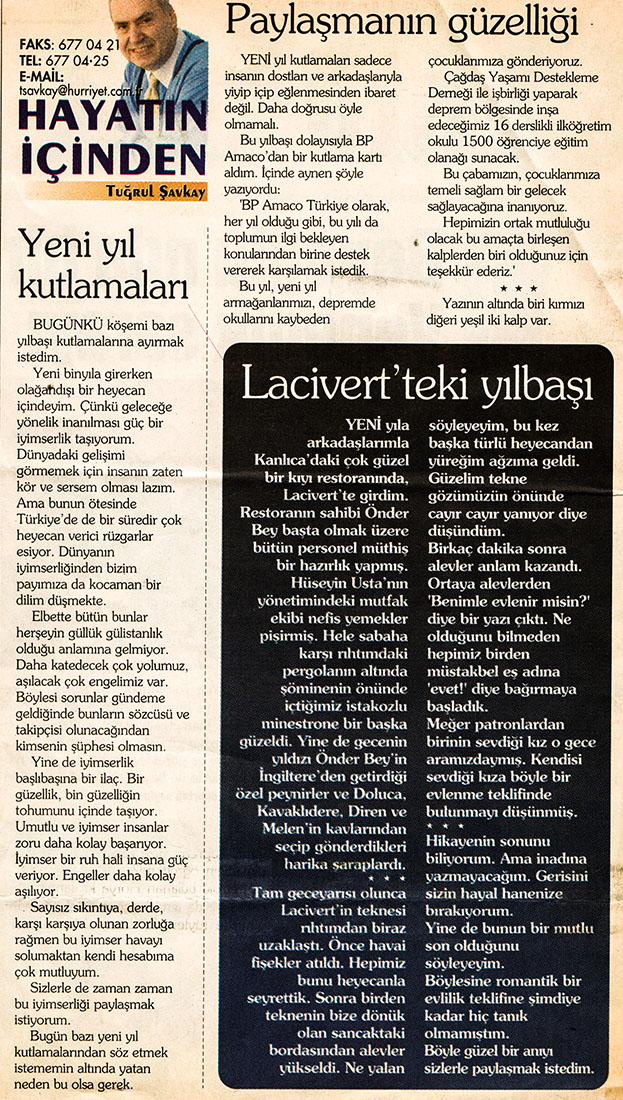 FAKS: 677 04 21
TEL: 677 04·25
E-MAIL:
tsavkay@hurriyet.com.tr
HAYATIN
İÇİNDEN
Tuğrul Şavkay
Yeni yıl
kutlamaları
BUGÜNKÜ köşemi bazı
yılbaşı kutlamalarına ayırmak
istedim.
Yeni binyıla girerken
olağandışı bir heyecan
içindeyim. Çünkü geleceğe
yönelik inanılması güç bir
iyimserlik taşıyorum.
Dünyadaki gelişimi
görmemek için insanın zaten
kör ve sersem olması lazım.
Ama bunun ötesinde
Türkiye'de de bir süredir çok
heyecan verici rüzgarlar
esiyor. Dünyanın
iyimserliğinden bizim
payımıza da kocaman bir
dilim düşmekte.
Elbette bütün bunlar
herşeyin güllük gülistanlık
olduğu anlamına gelmiyor.
Daha katedecek çok yolumuz,
aşılacak çok engelimiz var.
Böylesi sorunlar gündeme
geldiğinde bunların sözcüsü ve
takipçisi olunacağından
kimsenin şüphesi olmasın.
Yine de iyimserlik
başlıbaşına bir ilaç. Bir
güzellik, bin güzelliğin
tohumunu içinde taşıyor.
Umutlu ve iyimser insanlar
zoru daha kolay başarıyor.
İyimser bir ruh hali insana güç
veriyor. Engeller daha kolay
aşılıyor.
Sayısız sıkıntıya, derde,
karşı karşıya olunan zorluğa
rağmen bu iyimser havayı
solumaktan kendi hesabıma
çok mutluyum.
Sizlerle de zaman zaman
bu iyimserliği paylaşmak
istiyorum.
Bugün bazı yeni yıl
kutlamalarından söz etmek
istememin altında yatan
neden bu olsa gerek.
Paylaşmanın güzelliği
YENİ yıl kutlamaları sadece
insanın dostları ve arkadaşlarıyla
yiyip içip eğlenmesinden ibaret
değil. Daha doğrusu öyle
olmamalı.
Bu yılbaşı dolayısıyla BP
Amaco'dan bir kutlama kartı
aldım. İçinde aynen şöyle
yazıyordu:
'BP Amaco Türkiye olarak,
her yıl olduğu gibi, bu yılı da
toplumun ilgi bekleyen
konularından birine destek
vererek karşılamak istedik.
Bu yıl, yeni yıl
armağanlarımızı, depremde
okullarını kaybeden
çocuklarımıza gönderiyoruz.
Çağdaş Yaşamı Destekleme
Derneği ile işbirliği yaparak
deprem bölgesinde inşa
edeceğimiz 16 derslikli ilköğretim
okulu 1500 öğrenciye eğitim
olanağı sunacak.
Bu çabamızın, çocuklarımıza
temeli sağlam bir gelecek
sağlayacağına inanıyoruz.
Hepimizin ortak mutluluğu
olacak bu amaçta birleşen
kalplerden biri olduğunuz için
teşekkür ederiz.'
★ ★ ★
Yazının altında biri kırmızı
diğeri yeşil iki kalp var.
Lacivert'teki yılbaşı
YENİ yıla
arkadaşlarımla
Kanlıca'daki çok güzel
bir kıyı restoranında,
Lacivert'te girdim.
Restoranın sahibi Önder
Bey başta olmak üzere
bütün personel müthiş
bir hazırlık yapmış.
Hüseyin Usta'nın
yönetimindeki mutfak
ekibi nefis yemekler
pişirmiş. Hele sabaha
karşı rıhtımdaki
pergolanın altında
şöminenin önünde
içtiğimiz istakozlu
minestrone bir başka
güzeldi. Yine de gecenin
yıldızı Önder Bey'in
İngiltere'den getirdiği
özel peynirler ve Doluca,
Kavaklıdere, Diren ve
Melen'in kavlarından
seçip gönderdikleri
harika şaraplardı.
★ ★ ★
Tam geceyarısı olunca
Lacivert'in teknesi
rıhtımdan biraz
uzaklaştı. Önce havai
fişekler atıldı. Hepimiz
bunu heyecanla
seyrettik. Sonra birden
teknenin bize dönük
olan sancaktaki
bordasından alevler
yükseldi. Ne yalan
söyleyeyim, bu kez
başka türlü heyecandan
yüreğim ağzıma geldi.
Güzelim tekne
gözümüzün önünde
cayır cayır yanıyor diye
düşündüm.
Birkaç dakika sonra
alevler anlam kazandı.
Ortaya alevlerden
'Benimle evlenir misin?'
diye bir yazı çıktı. Ne
olduğunu bilmeden
hepimiz birden
müstakbel eş adına
'evet!' diye bağırmaya
başladık.
Meğer patronlardan
birinin sevdiği kız o gece
aramızdaymış. Kendisi
sevdiği kıza böyle bir
evlenme teklifinde
bulunmayı düşünmüş.
★ ★ ★
Hikayenin sonunu
biliyorum. Ama inadına
yazmayacağım. Gerisini
sizin hayal hanenize
bırakıyorum.
Yine de bunun bir mutlu
son olduğunu
söyleyeyim.
Böylesine romantik bir
evlilik teklifine şimdiye
kadar hiç tanık
olmamıştım.
Böyle güzel bir anıyı
sizlerle paylaşmak istedim.